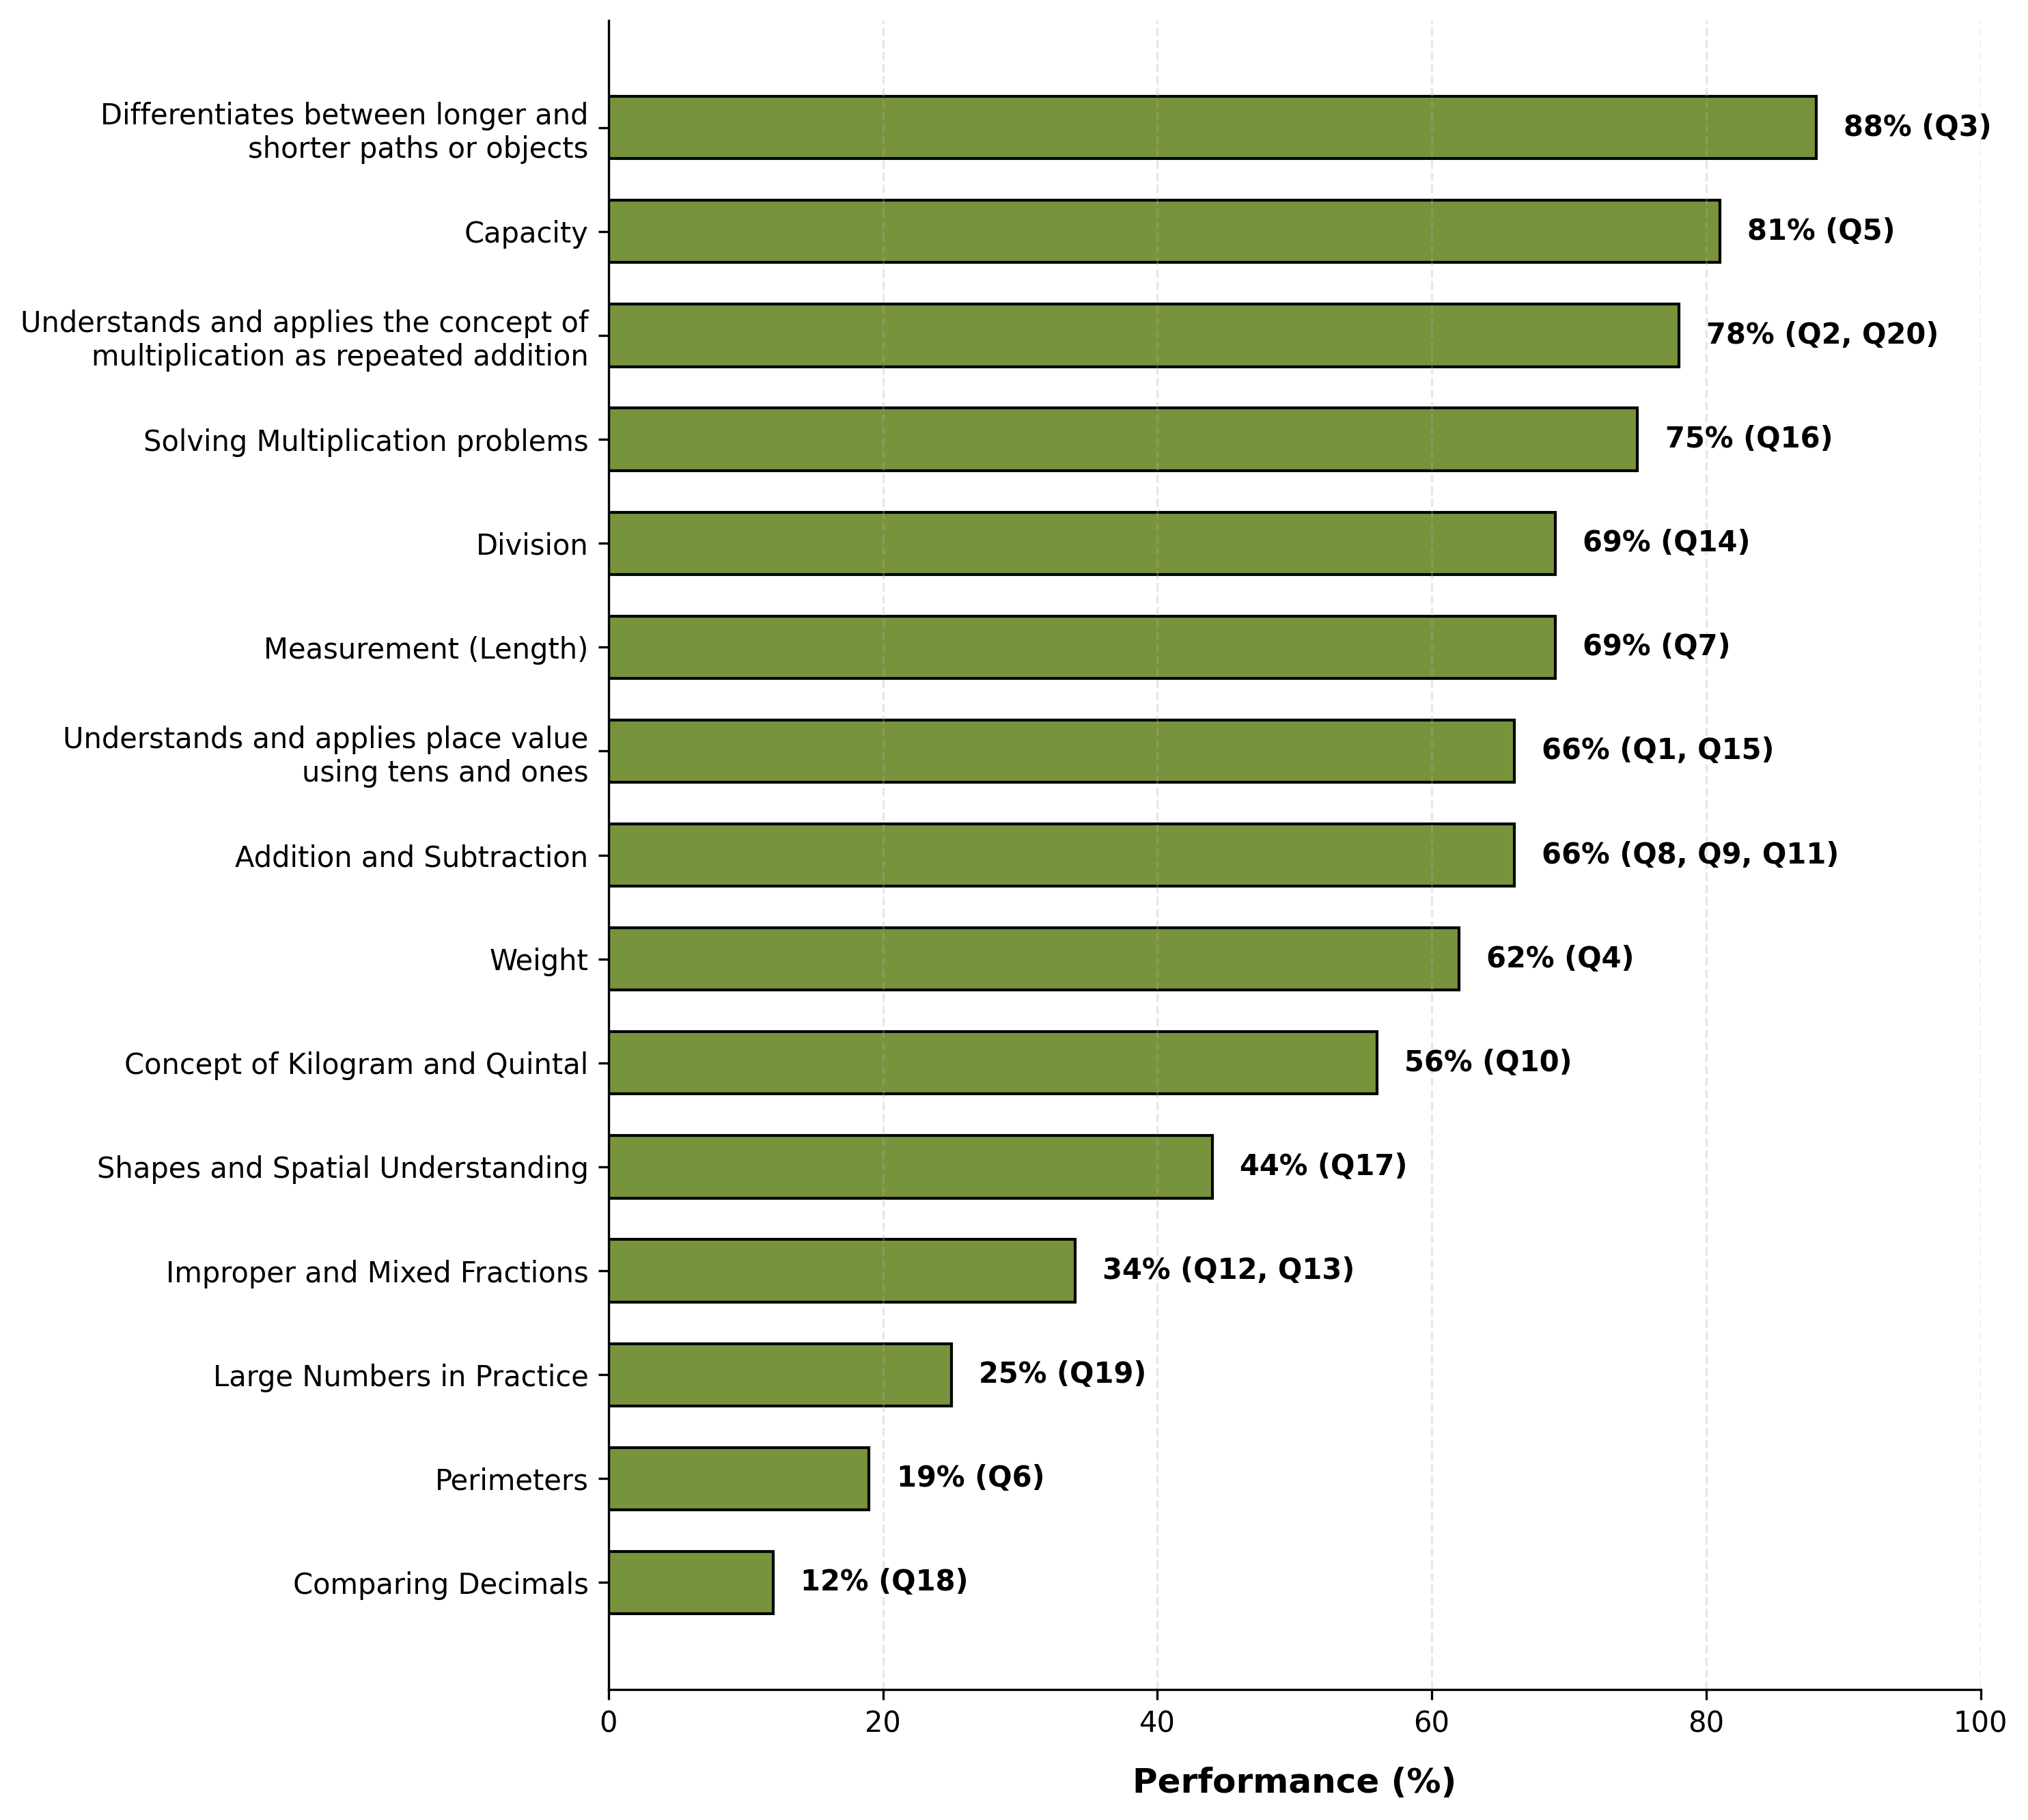 Differentiates between longer and
shorter paths or objects
88% (Q3)
Capacity
81% (Q5)
Understands and applies the concept of
multiplication as repeated addition
78% (Q2, Q20)
Solving Multiplication problems
75% (Q16)
Division
69% (Q14)
Measurement (Length)
69% (Q7)
Understands and applies place value
using tens and ones
66% (Q1, Q15)
Addition and Subtraction
66% (Q8, Q9, Q11)
Weight
62% (Q4)
Concept of Kilogram and Quintal
56% (Q10)
Shapes and Spatial Understanding
44% (Q17)
Improper and Mixed Fractions
34% (Q12, Q13)
Large Numbers in Practice
25% (Q19)
Perimeters
19% (Q6)
Comparing Decimals
12% (Q18)
0 20 40 60 80 100
Performance (%)